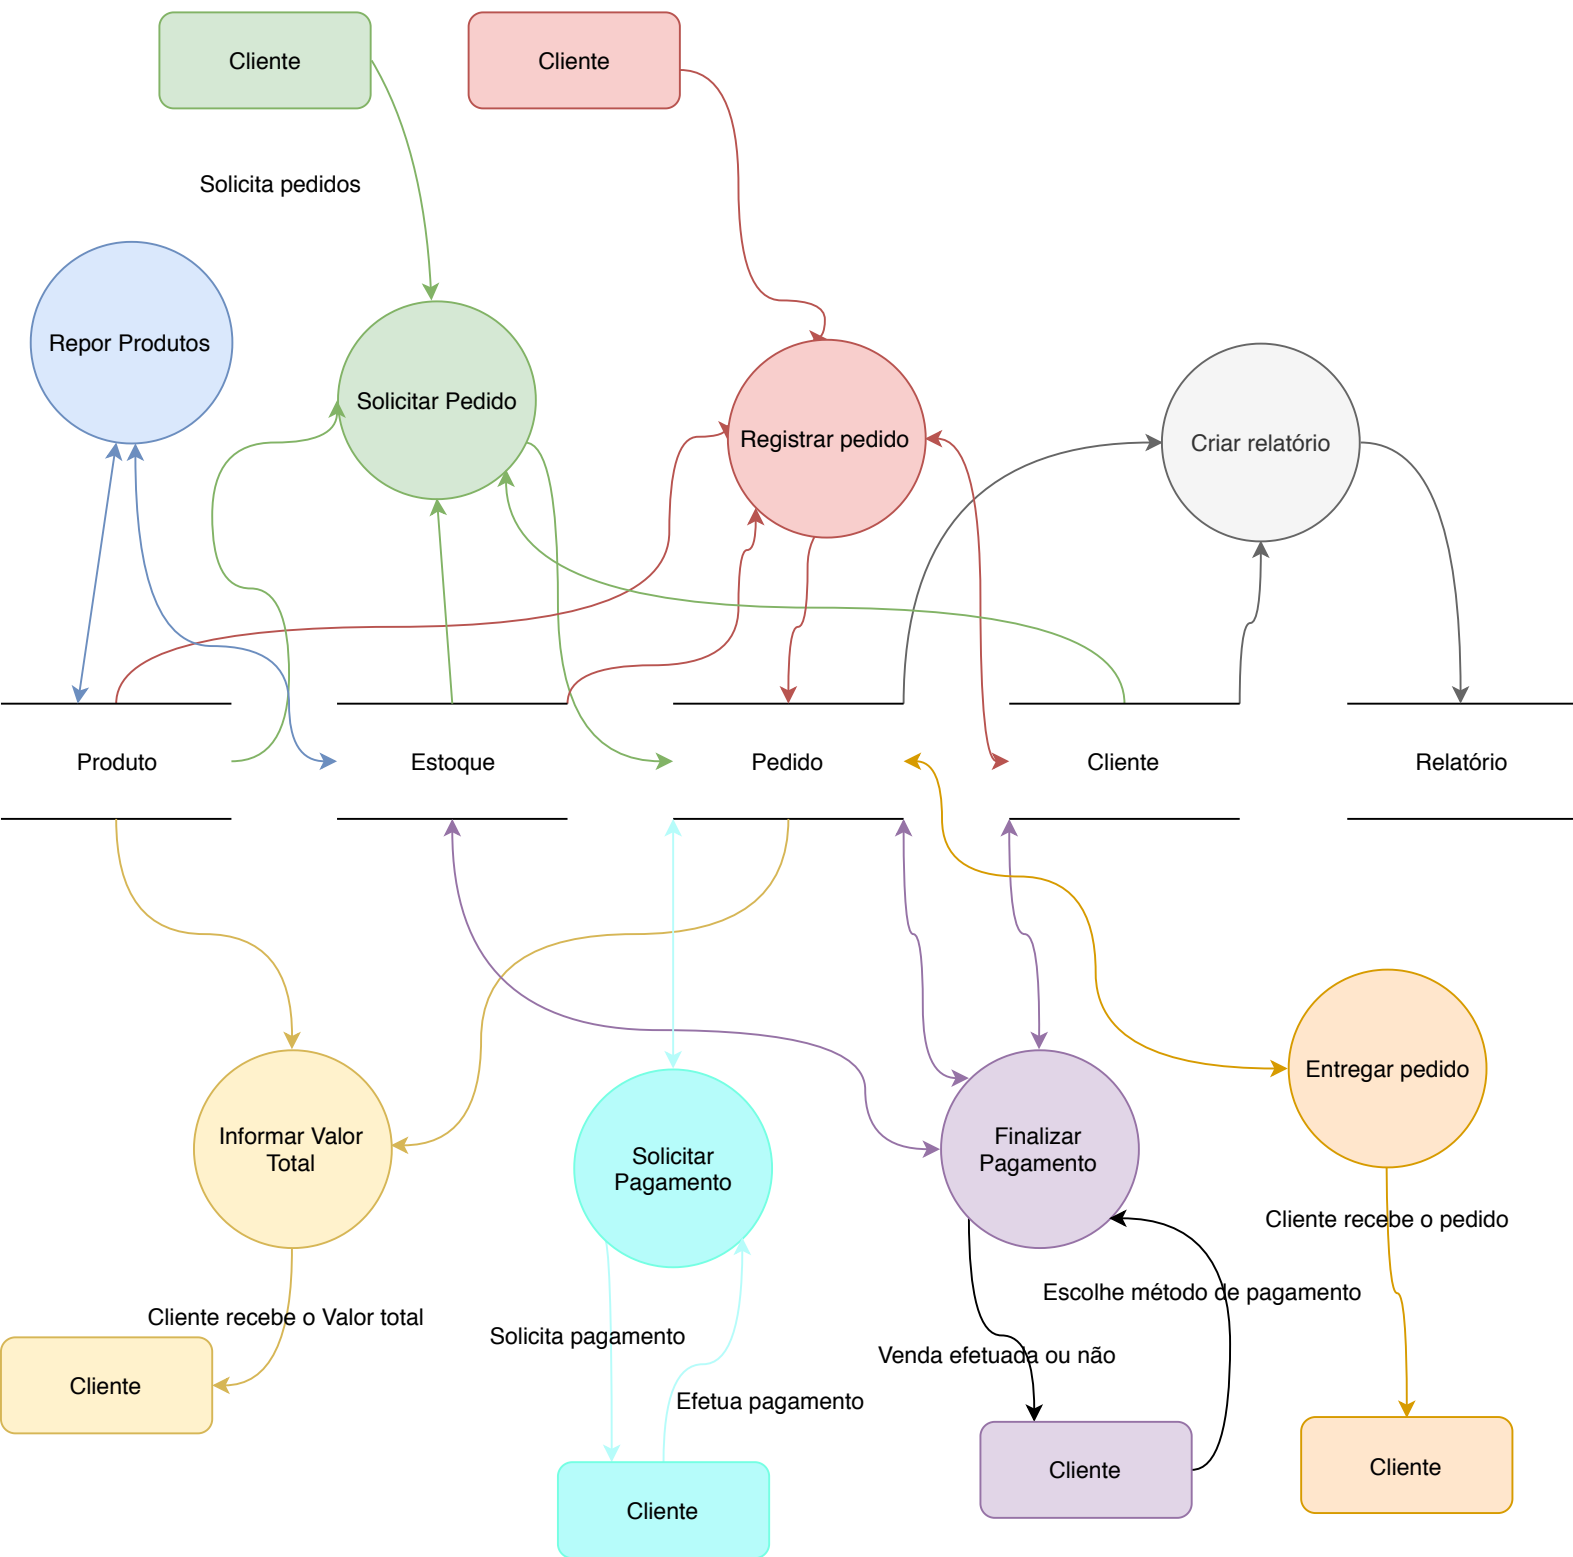 Cliente
Cliente
Solicita pedidos
Repor Produtos
Solicitar Pedido
Registrar pedido
Criar relatório
Produto
Estoque
Pedido
Cliente
Relatório
Informar Valor
Total
Solicitar
Pagamento
Finalizar
Pagamento
Entregar pedido
Cliente recebe o pedido
Escolhe método de pagamento
Cliente recebe o Valor total
Solicita pagamento
Venda efetuada ou não
Efetua pagamento
Cliente
Cliente
Cliente
Cliente